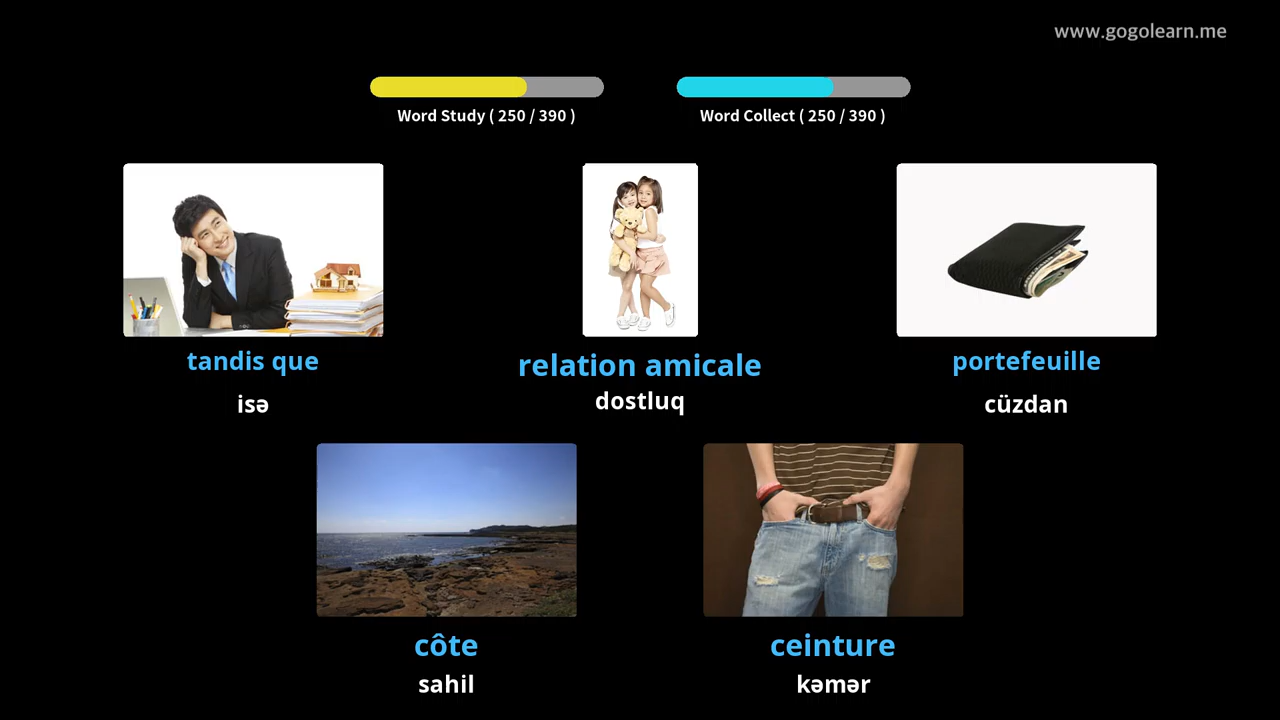 www.gogolearn.me
Word Study ( 250 / 390 )
Word Collect ( 250 / 390 )
tandis que
isə
relation amicale
dostluq
portefeuille
cüzdan
côte
sahil
ceinture
kəmər